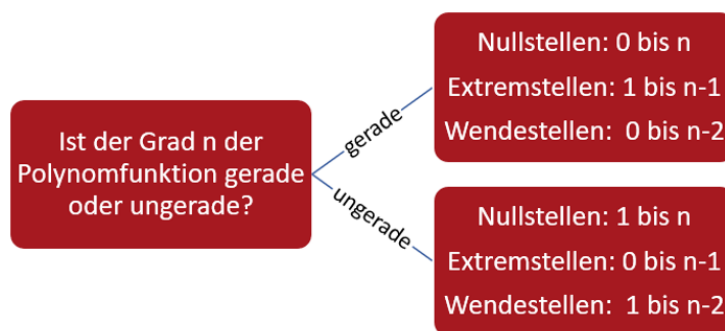 Ist der Grad n der
Polynomfunktion gerade
oder ungerade?
gerade
Nullstellen: 0 bis n
Extremstellen: 1 bis n-1
Wendestellen: 0 bis n-2
ungerade
Nullstellen: 1 bis n
Extremstellen: 0 bis n-1
Wendestellen: 1 bis n-2